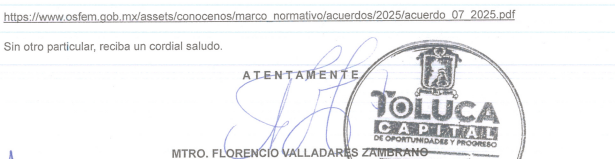 https://www.osfem.gob.mx/assets/conocenos/marco_normativo/acuerdos/2025/acuerdo_07_2025.pdf
Sin otro particular, reciba un cordial saludo.
ATENTAMENTE
TOLUCA
CAPITAL
DE OPORTUNIDADES Y PROGRESO
MTRO. FLORENCIO VALLADARES ZAMBRANO